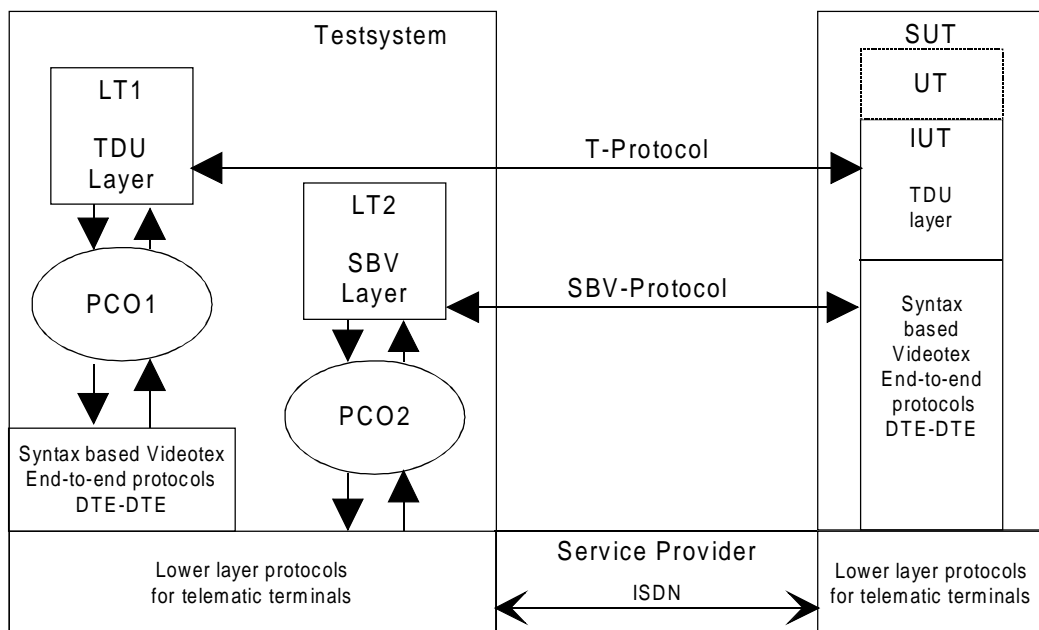 Testsystem
SUT
UT
LT1
TDU
Layer
T-Protocol
IUT
TDU
layer
LT2
SBV
Layer
SBV-Protocol
PCO1
Syntax
based
Videotex
End-to-end
protocols
DTE-DTE
PCO2
Syntax based Videotex
End-to-end protocols
DTE-DTE
Service Provider
ISDN
Lower layer protocols
for telematic terminals
Lower layer protocols
for telematic terminals